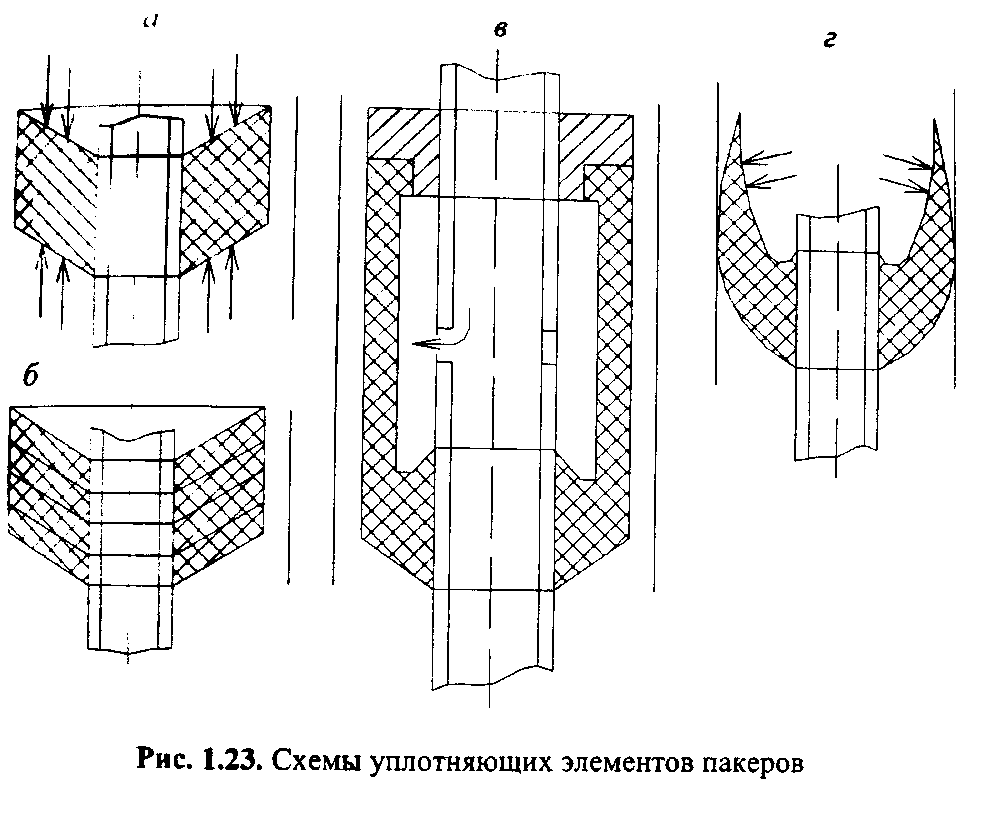 а
в
г
б
Рис. 1.23. Схемы уплотняющих элементов пакеров